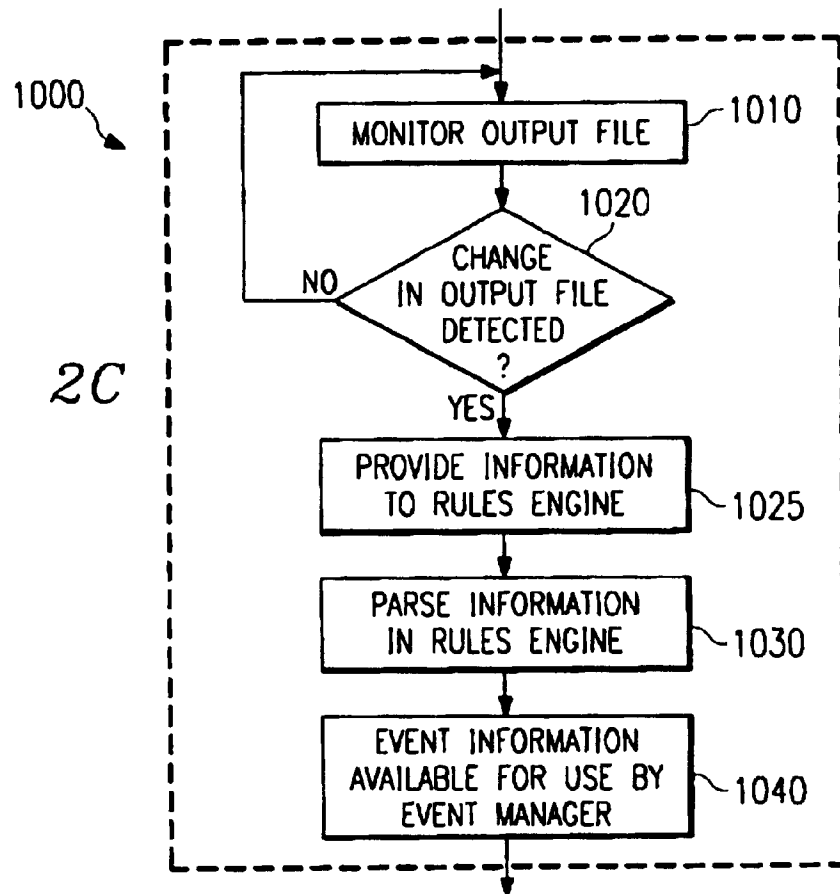 1000
MONITOR OUTPUT FILE
1010
1020
CHANGE
IN OUTPUT FILE
DETECTED
?
NO
2C
YES
PROVIDE INFORMATION
TO RULES ENGINE
1025
PARSE INFORMATION
IN RULES ENGINE
1030
EVENT INFORMATION
AVAILABLE FOR USE BY
EVENT MANAGER
1040